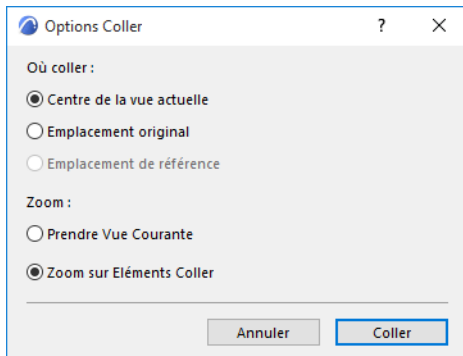 Options Coller
?
Où coller :
Centre de la vue actuelle
Emplacement original
Emplacement de référence
Zoom :
Prendre Vue Courante
Zoom sur Eléments Coller
Annuler
Coller